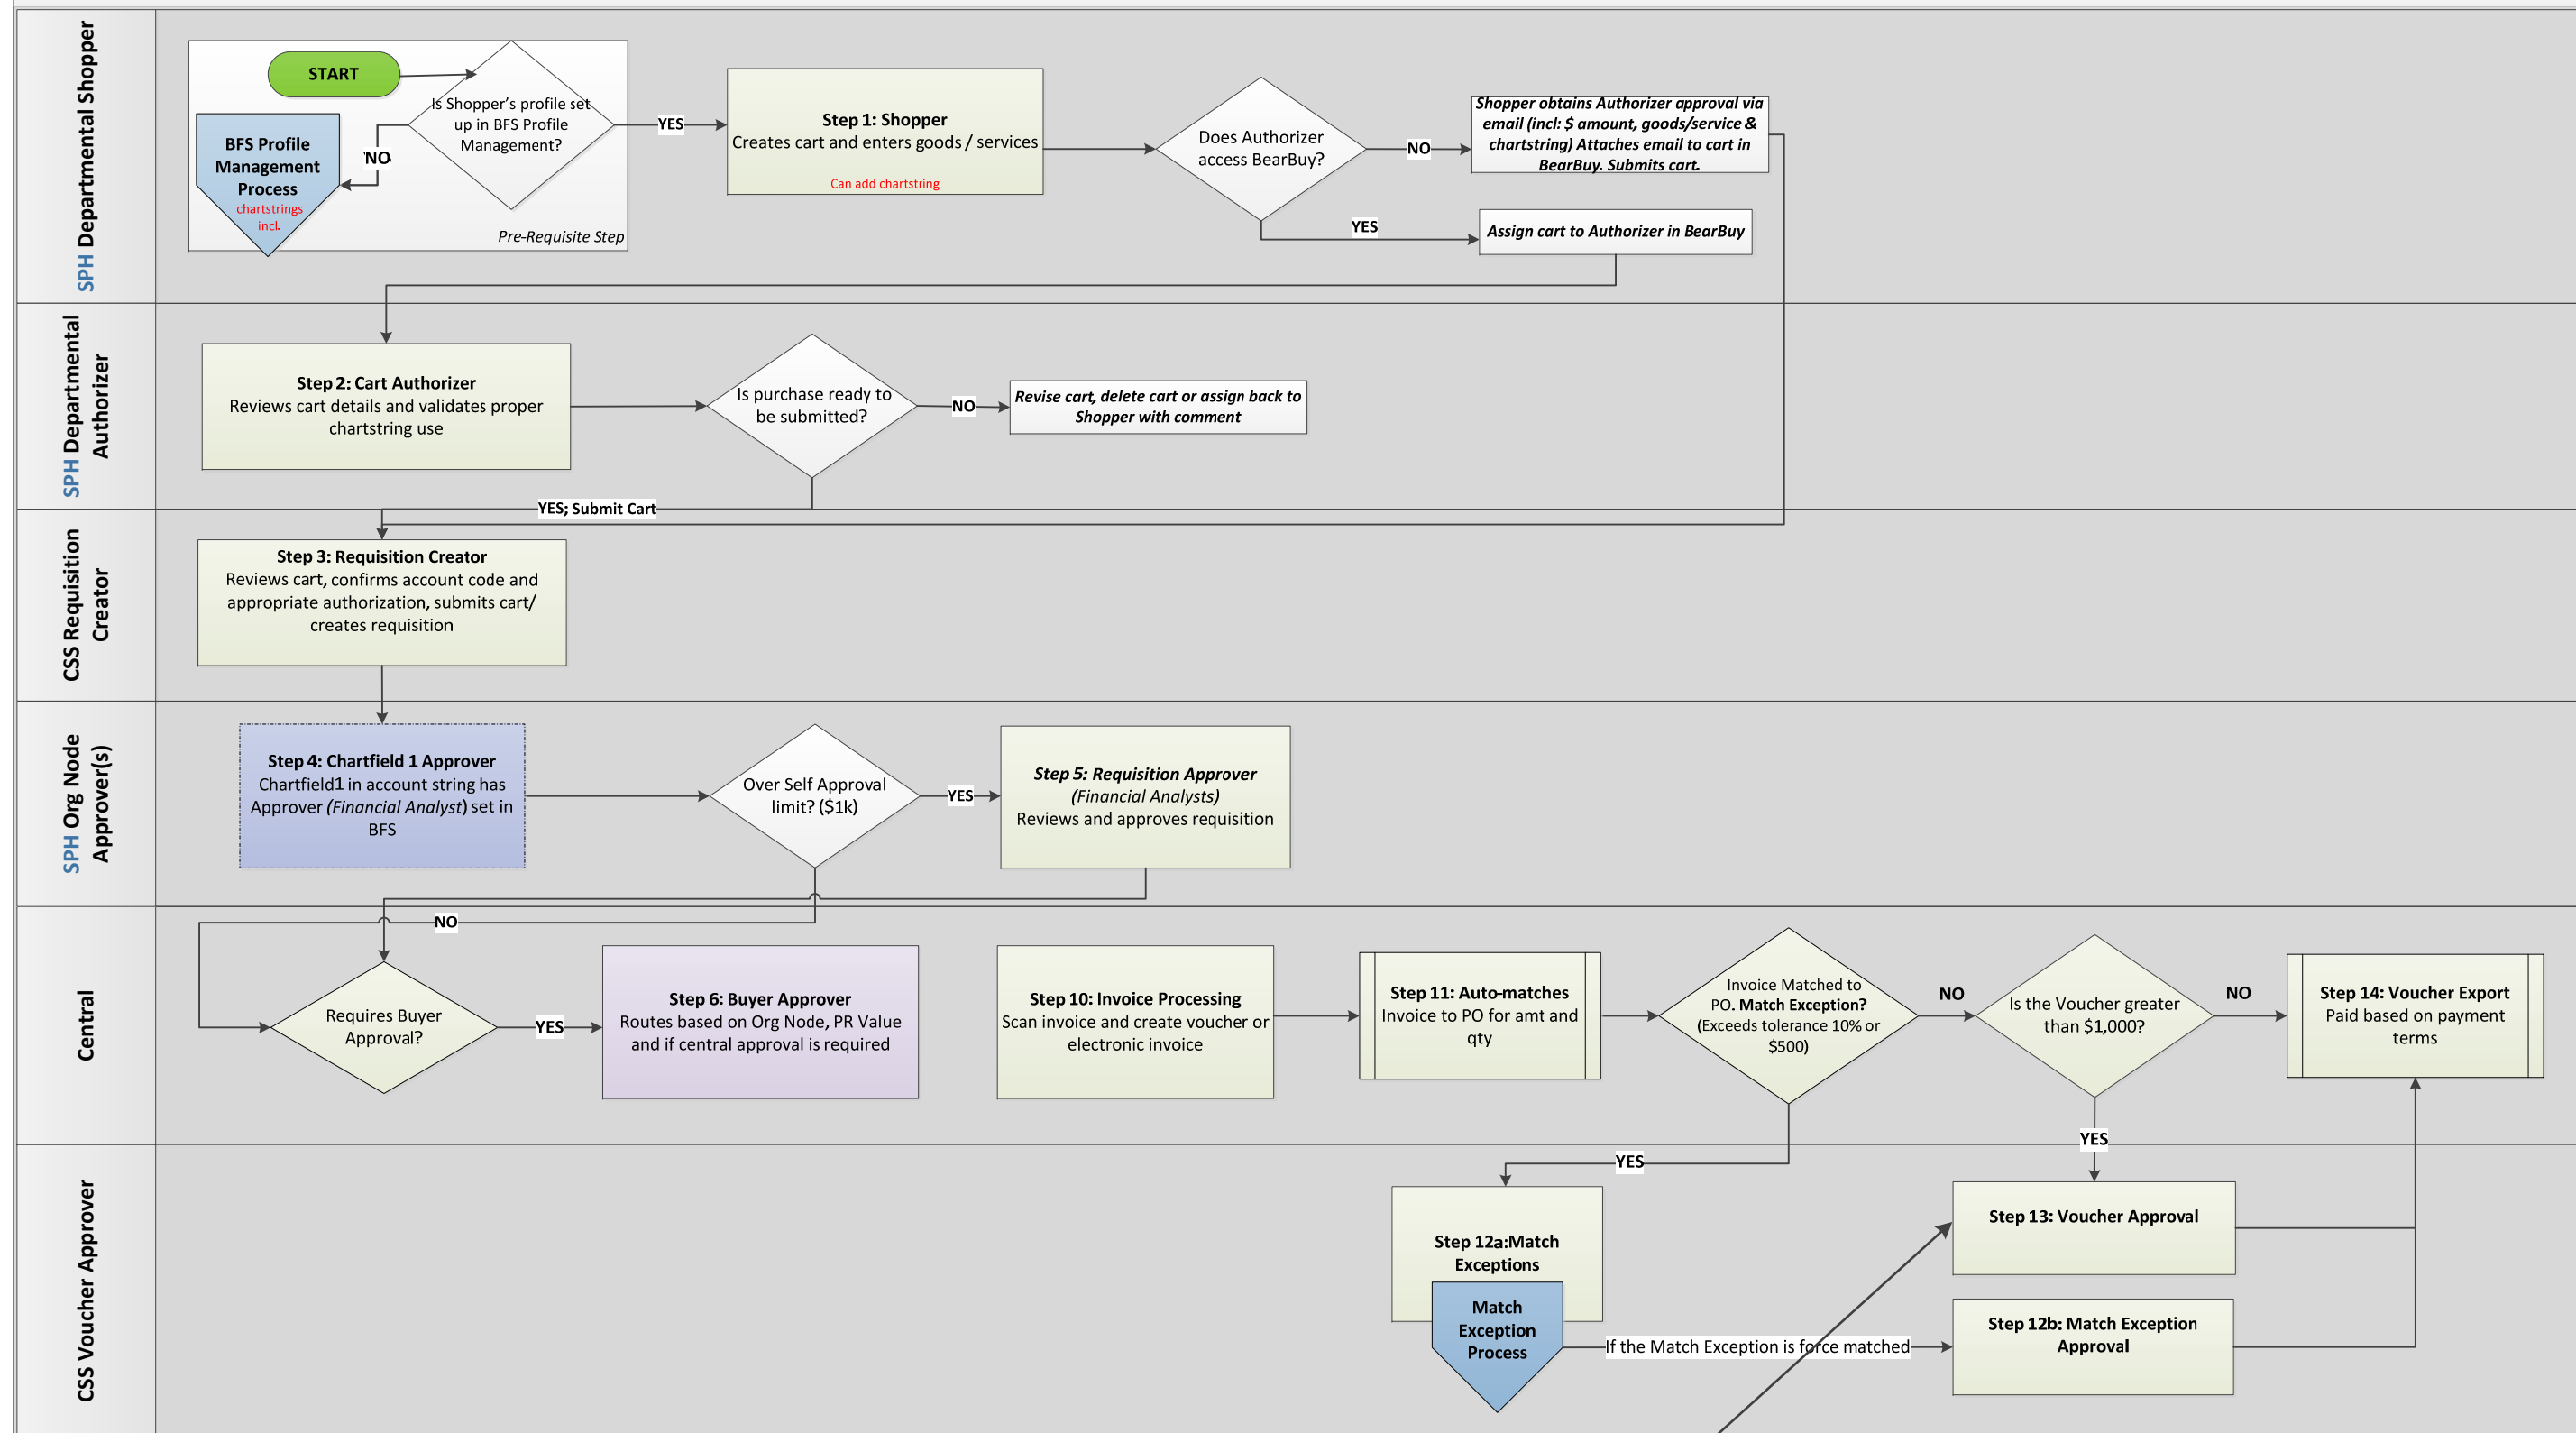 SPH Departmental Shopper
START
Is Shopper's profile set
up in BFS Profile
Management?
NO
BFS Profile
Management
Process
chartstrings
incl.
Pre-Requisite Step
YES
Step 1: Shopper
Creates cart and enters goods / services
Can add chartstring
Does Authorizer
access BearBuy?
NO
Shopper obtains Authorizer approval via
email (incl: $ amount, goods/service &
chartstring) Attaches email to cart in
BearBuy. Submits cart.
YES
Assign cart to Authorizer in BearBuy
SPH Departmental
Authorizer
Step 2: Cart Authorizer
Reviews cart details and validates proper
chartstring use
Is purchase ready to
be submitted?
NO
Revise cart, delete cart or assign back to
Shopper with comment
YES; Submit Cart
CSS Requisition
Creator
Step 3: Requisition Creator
Reviews cart, confirms account code and
appropriate authorization, submits cart/
creates requisition
SPH Org Node
Approver(s)
Step 4: Chartfield 1 Approver
Chartfield1 in account string has
Approver (Financial Analyst) set in
BFS
Over Self Approval
limit? ($1k)
YES
Step 5: Requisition Approver
(Financial Analysts)
Reviews and approves requisition
NO
Central
Requires Buyer
Approval?
YES
Step 6: Buyer Approver
Routes based on Org Node, PR Value
and if central approval is required
Step 10: Invoice Processing
Scan invoice and create voucher or
electronic invoice
Step 11: Auto-matches
Invoice to PO for amt and
qty
Invoice Matched to
PO. Match Exception?
(Exceeds tolerance 10% or
$500)
NO
Is the Voucher greater
than $1,000?
NO
Step 14: Voucher Export
Paid based on payment
terms
YES
YES
CSS Voucher Approver
Step 12a:Match
Exceptions
Match
Exception
Process
If the Match Exception is force matched
Step 13: Voucher Approval
Step 12b: Match Exception
Approval